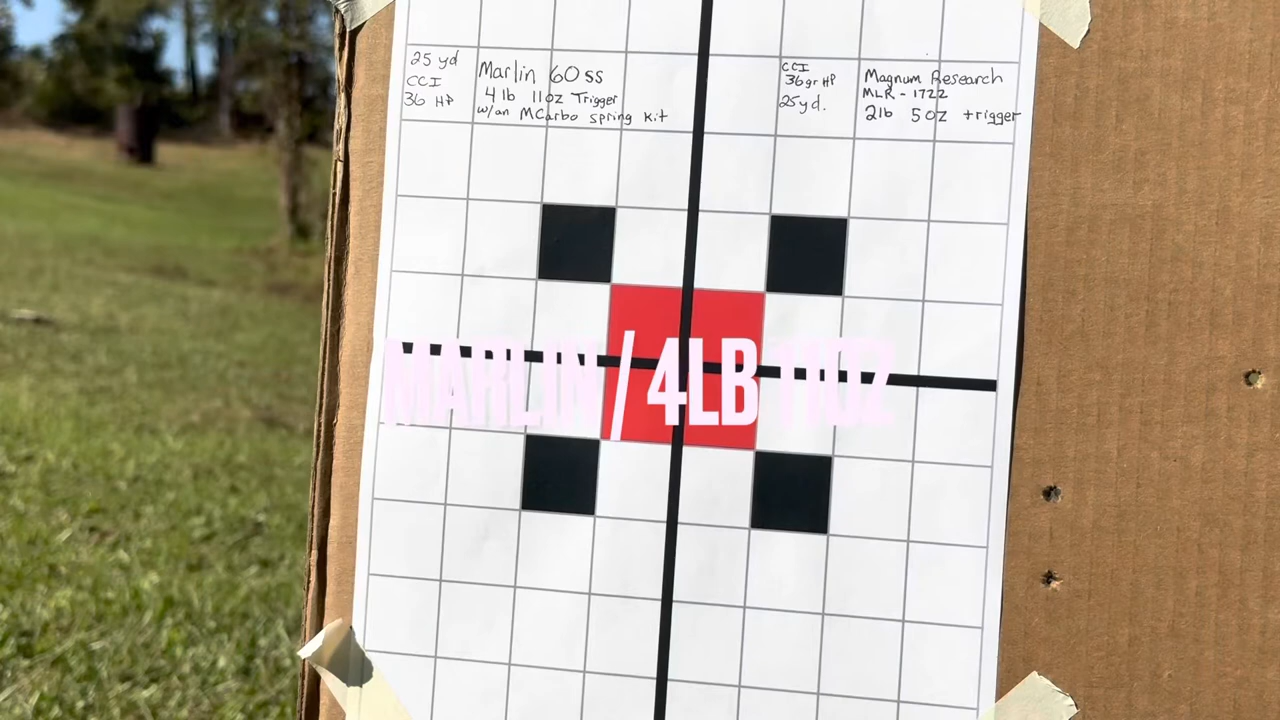 25 yd
CCI
36 HP
Marlin 60 ss
4 lb 11oz Trigger
w/an MCarbo spring kit
CCI
36gr HP
25yd.
Magnum Research
MLR - 1722
2lb 5oz trigger
MARLIN / 4LB 11OZ